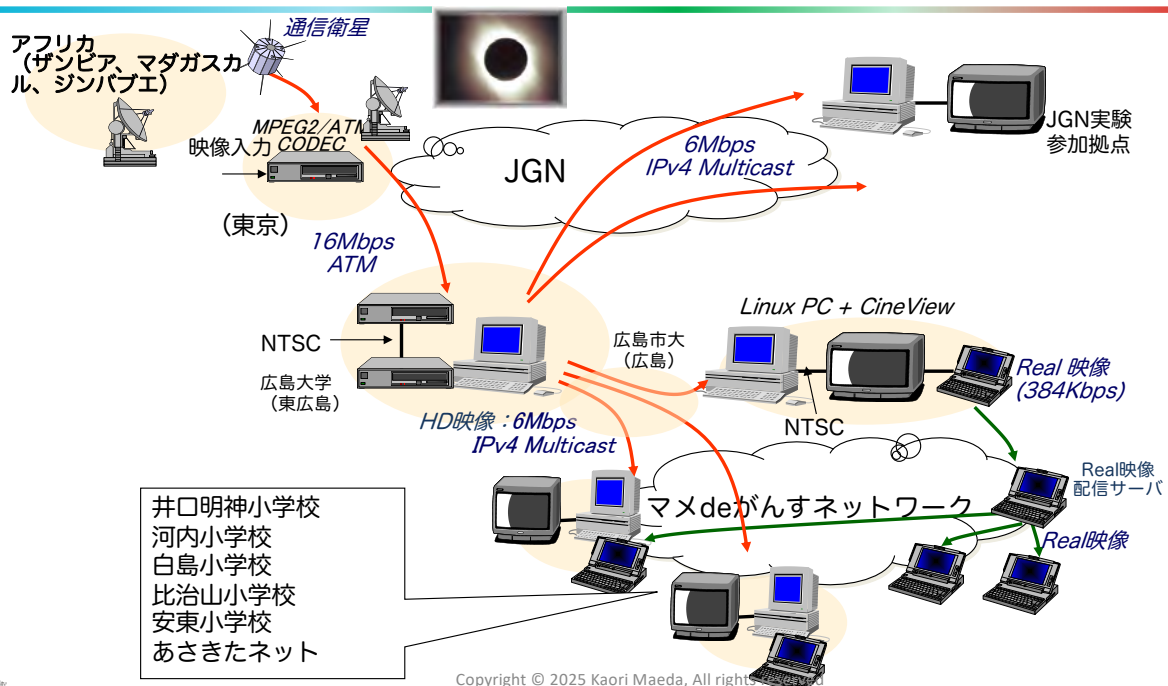 アフリカ
（ザンビア、マダガスカ
ル、ジンバブエ）
通信衛星
MPEG2/ATM
CODEC
映像入力
（東京）
JGN
6Mbps
IPv4 Multicast
JGN実験
参加拠点
16Mbps
ATM
NTSC
広島大学
（東広島）
HD映像：6Mbps
IPv4 Multicast
広島市大
（広島）
Linux PC + CineView
NTSC
Real 映像
(384Kbps)
Real映像
配信サーバ
マメdeがんすネットワーク
Real映像
井口明神小学校
河内小学校
白島小学校
比治山小学校
安東小学校
あさきたネット
Copyright © 2025 Kaori Maeda, All rights reserved